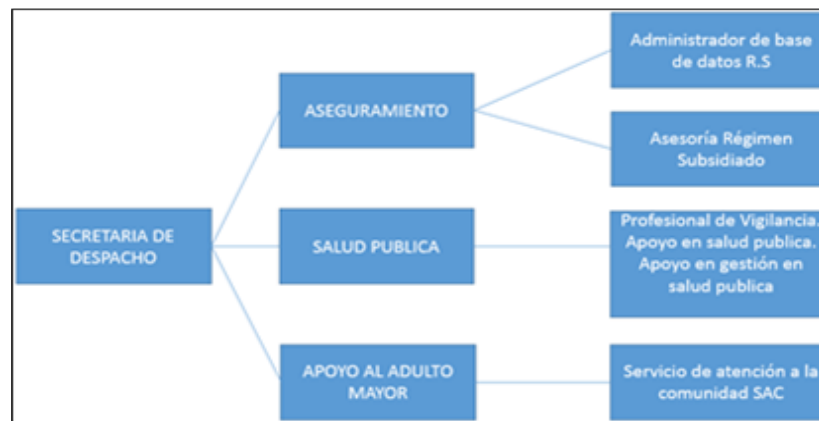 Administrador de base
de datos R.S
ASEGURAMIENTO
Asesoría Régimen
Subsidiado
SECRETARIA DE
DESPACHO
SALUD PUBLICA
Profesional de Vigilancia.
Apoyo en salud publica.
Apoyo en gestión en
salud publica
APOYO AL ADULTO
MAYOR
Servicio de atención a la
comunidad SAC